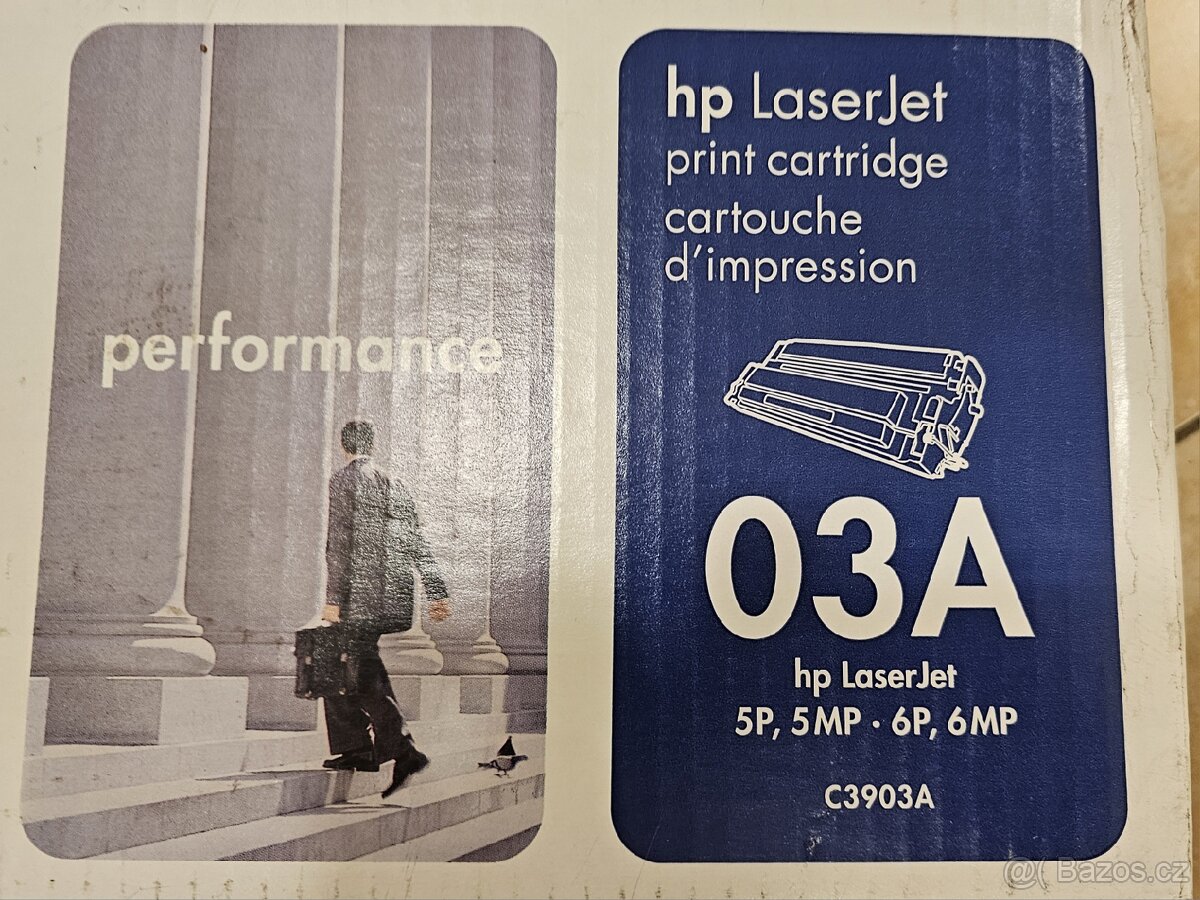 performance
hp LaserJet
print cartridge
cartouche
d'impression
03A
hp LaserJet
5P, 5MP · 6P, 6MP
C3903A
@( Bazos.cz